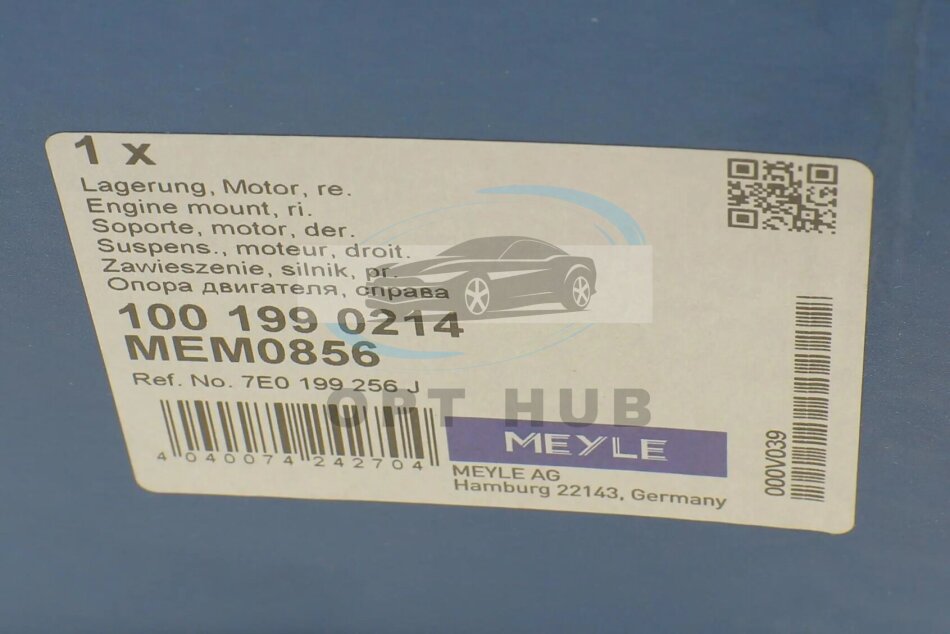 1 x
Lagerung, Motor, re.
Engine mount, ri.
Soporte, motor, der.
Suspens., moteur, droit.
Zawieszenie, silnik, pr.
Опора двигателя, справа
100 199 0214
MEM0856
Ref. No. 7E0 199 256 J
OPT HUB
4 040074 242704
MEYLE
MEYLE AG
Hamburg 22143, Germany
000V039